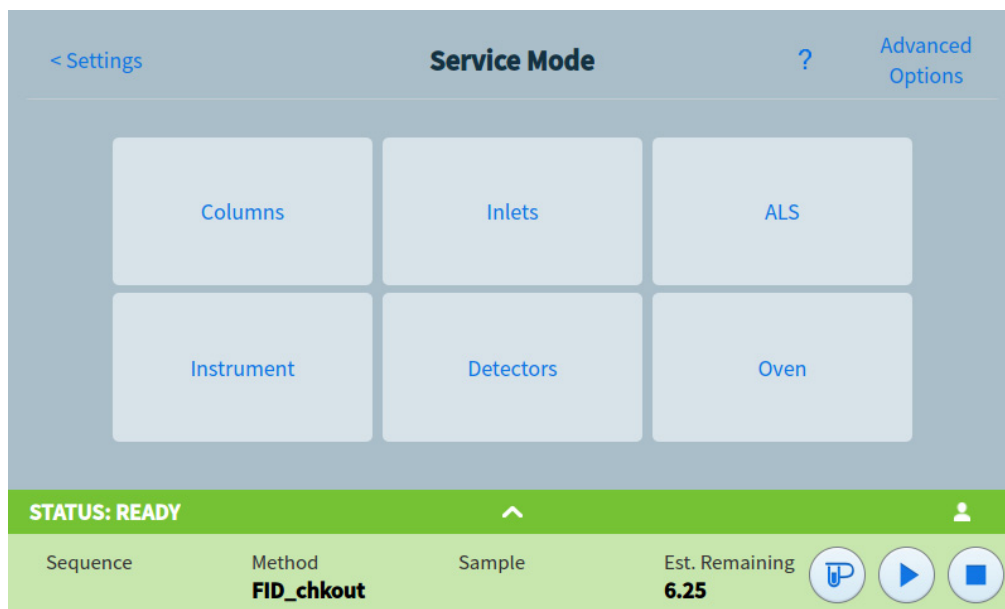 < Settings
Service Mode
?
Advanced
Options
Columns
Inlets
ALS
Instrument
Detectors
Oven
STATUS: READY
Sequence
Method
Sample
Est. Remaining
FID_chkout
6.25